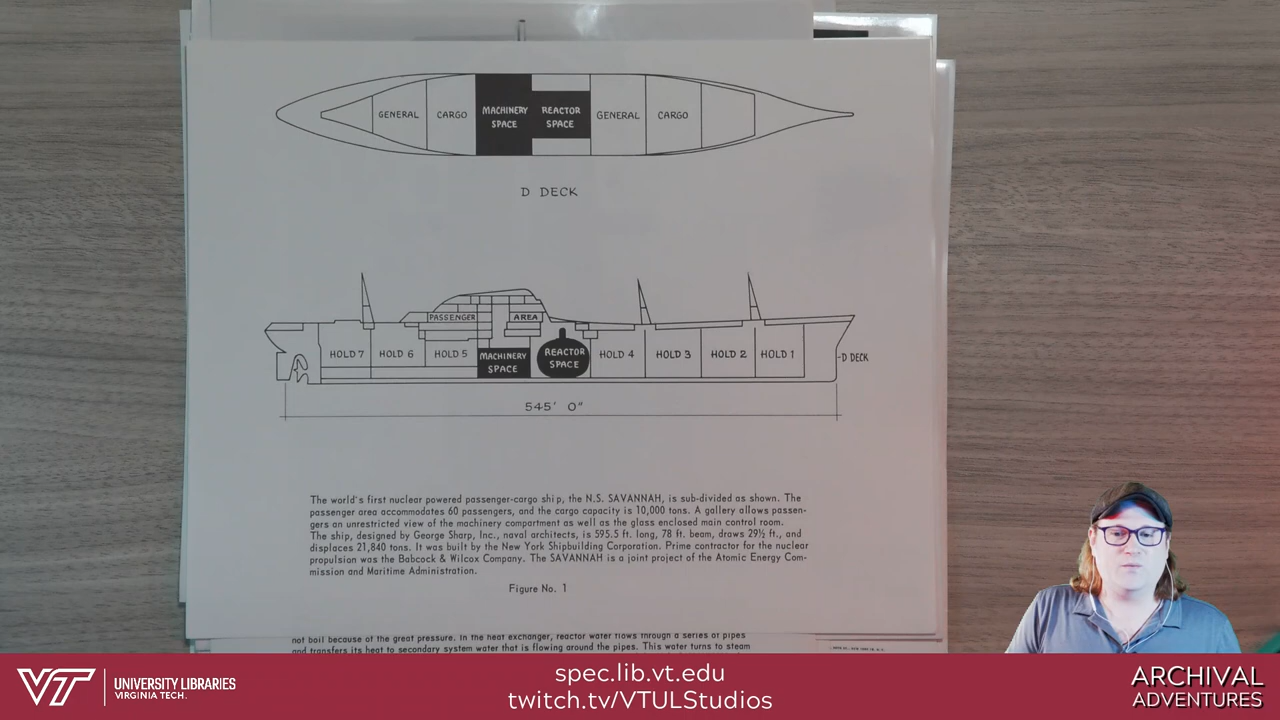 GENERAL CARGO MACHINERY SPACE REACTOR SPACE GENERAL CARGO
D DECK
PASSENGER AREA
HOLD 7 HOLD 6 HOLD 5 MACHINERY SPACE REACTOR SPACE HOLD 4 HOLD 3 HOLD 2 HOLD 1 D DECK
545' 0"
The world's first nuclear powered passenger-cargo ship, the N.S. SAVANNAH, is sub-divided as shown. The
passenger area accommodates 60 passengers, and the cargo capacity is 10,000 tons. A gallery allows passen-
gers an unrestricted view of the machinery compartment as well as the glass enclosed main control room.
The ship, designed by George Sharp, Inc., naval architects, is 595.5 ft. long, 78 ft. beam, draws 29½ ft., and
displaces 21,840 tons. It was built by the New York Shipbuilding Corporation. Prime contractor for the nuclear
propulsion was the Babcock & Wilcox Company. The SAVANNAH is a joint project of the Atomic Energy Com-
mission and Maritime Administration.
Figure No. 1
not boil because of the great pressure. In the heat exchanger, reactor water flows through a series of pipes
and transfers its heat to secondary system water that is flowing around the pipes. This water turns to steam
VT UNIVERSITY LIBRARIES
VIRGINIA TECH.
spec.lib.vt.edu
twitch.tv/VTULStudios
ARCHIVAL
ADVENTURES